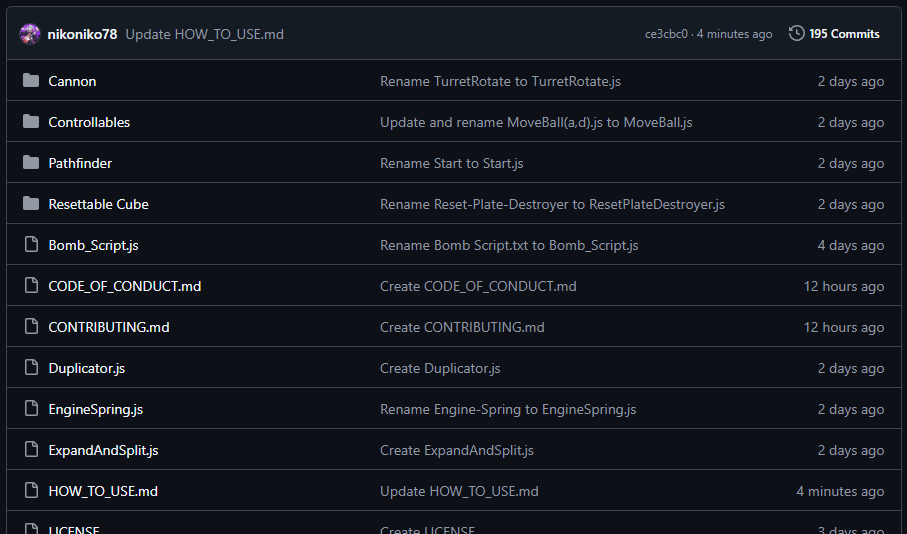 nikoniko78 Update HOW_TO_USE.md ce3cbc0 · 4 minutes ago 195 Commits
Cannon Rename TurretRotate to TurretRotate.js 2 days ago
Controllables Update and rename MoveBall(a,d).js to MoveBall.js 2 days ago
Pathfinder Rename Start to Start.js 2 days ago
Resettable Cube Rename Reset-Plate-Destroyer to ResetPlateDestroyer.js 2 days ago
Bomb_Script.js Rename Bomb Script.txt to Bomb_Script.js 4 days ago
CODE_OF_CONDUCT.md Create CODE_OF_CONDUCT.md 12 hours ago
CONTRIBUTING.md Create CONTRIBUTING.md 12 hours ago
Duplicator.js Create Duplicator.js 2 days ago
EngineSpring.js Rename Engine-Spring to EngineSpring.js 2 days ago
ExpandAndSplit.js Create ExpandAndSplit.js 2 days ago
HOW_TO_USE.md Update HOW_TO_USE.md 4 minutes ago
LICENSE Create LICENSE 3 days ago